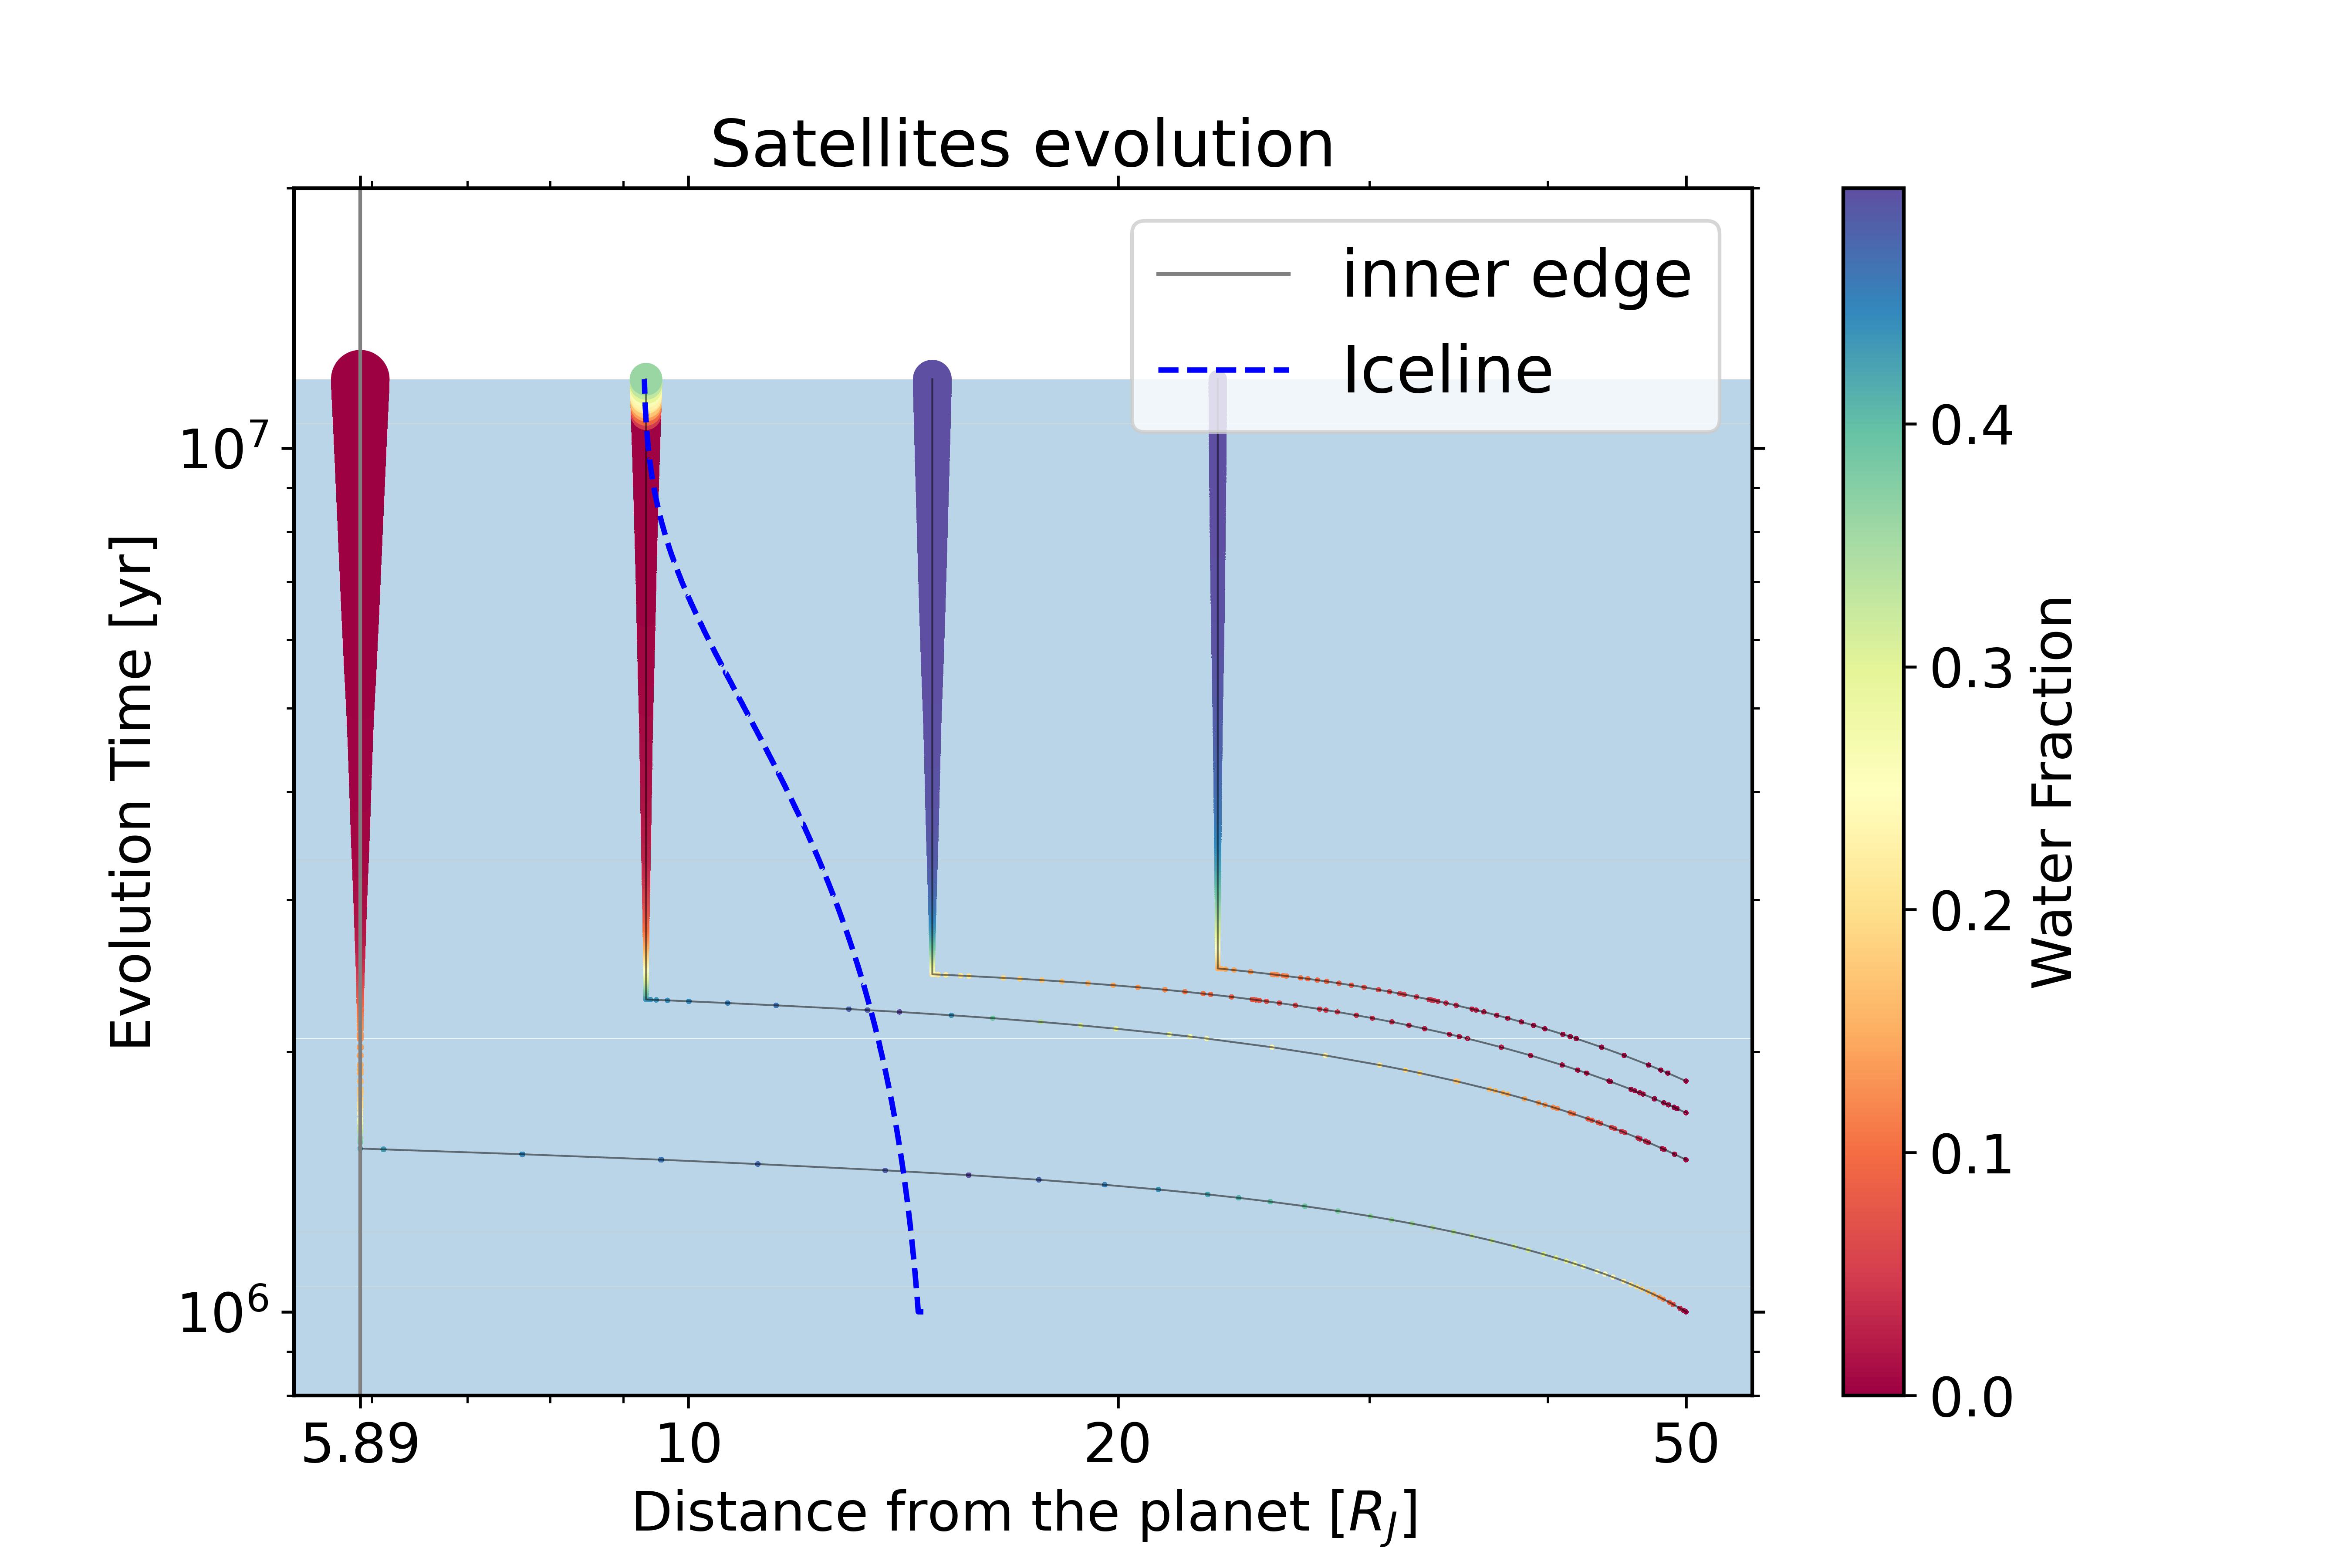 Satellites evolution
inner edge
Iceline
10^7
10^6
Evolution Time [yr]
5.89 10 20 50
Distance from the planet [R_J]
0.4
0.3
0.2
0.1
0.0
Water Fraction